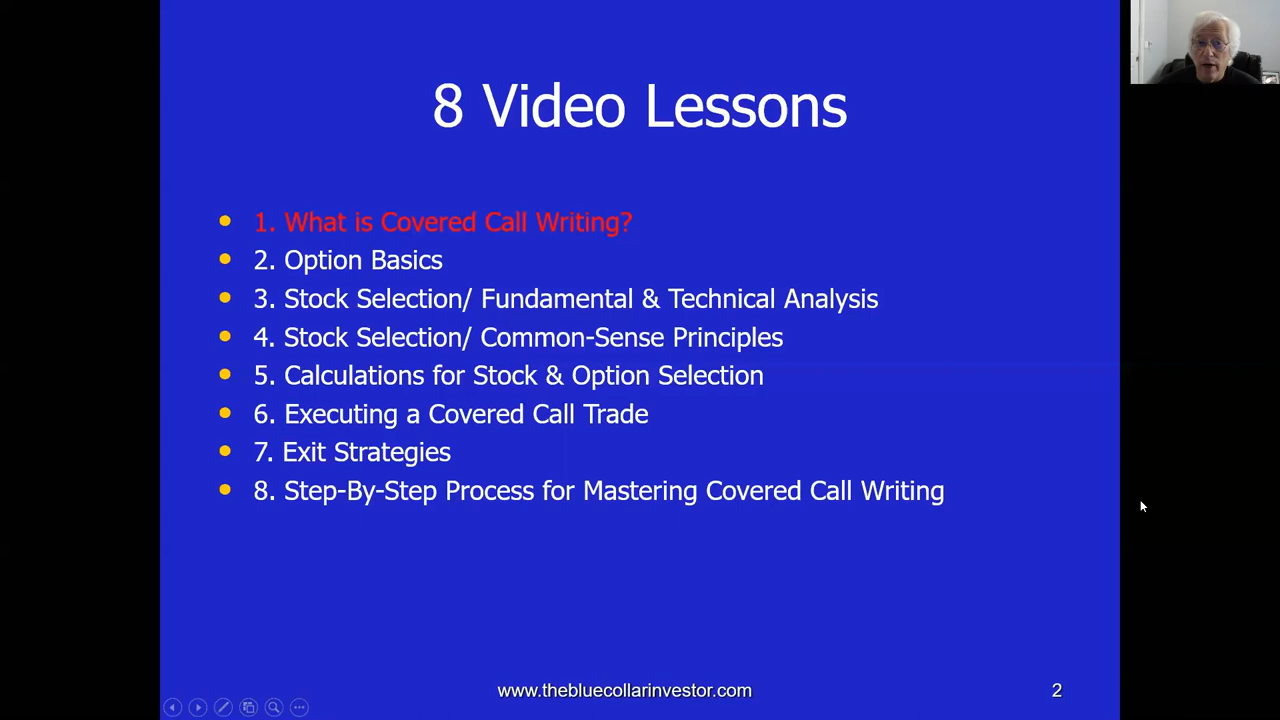 8 Video Lessons
1. What is Covered Call Writing?
2. Option Basics
3. Stock Selection/ Fundamental & Technical Analysis
4. Stock Selection/ Common-Sense Principles
5. Calculations for Stock & Option Selection
6. Executing a Covered Call Trade
7. Exit Strategies
8. Step-By-Step Process for Mastering Covered Call Writing
www.thebluecollarinvestor.com
2